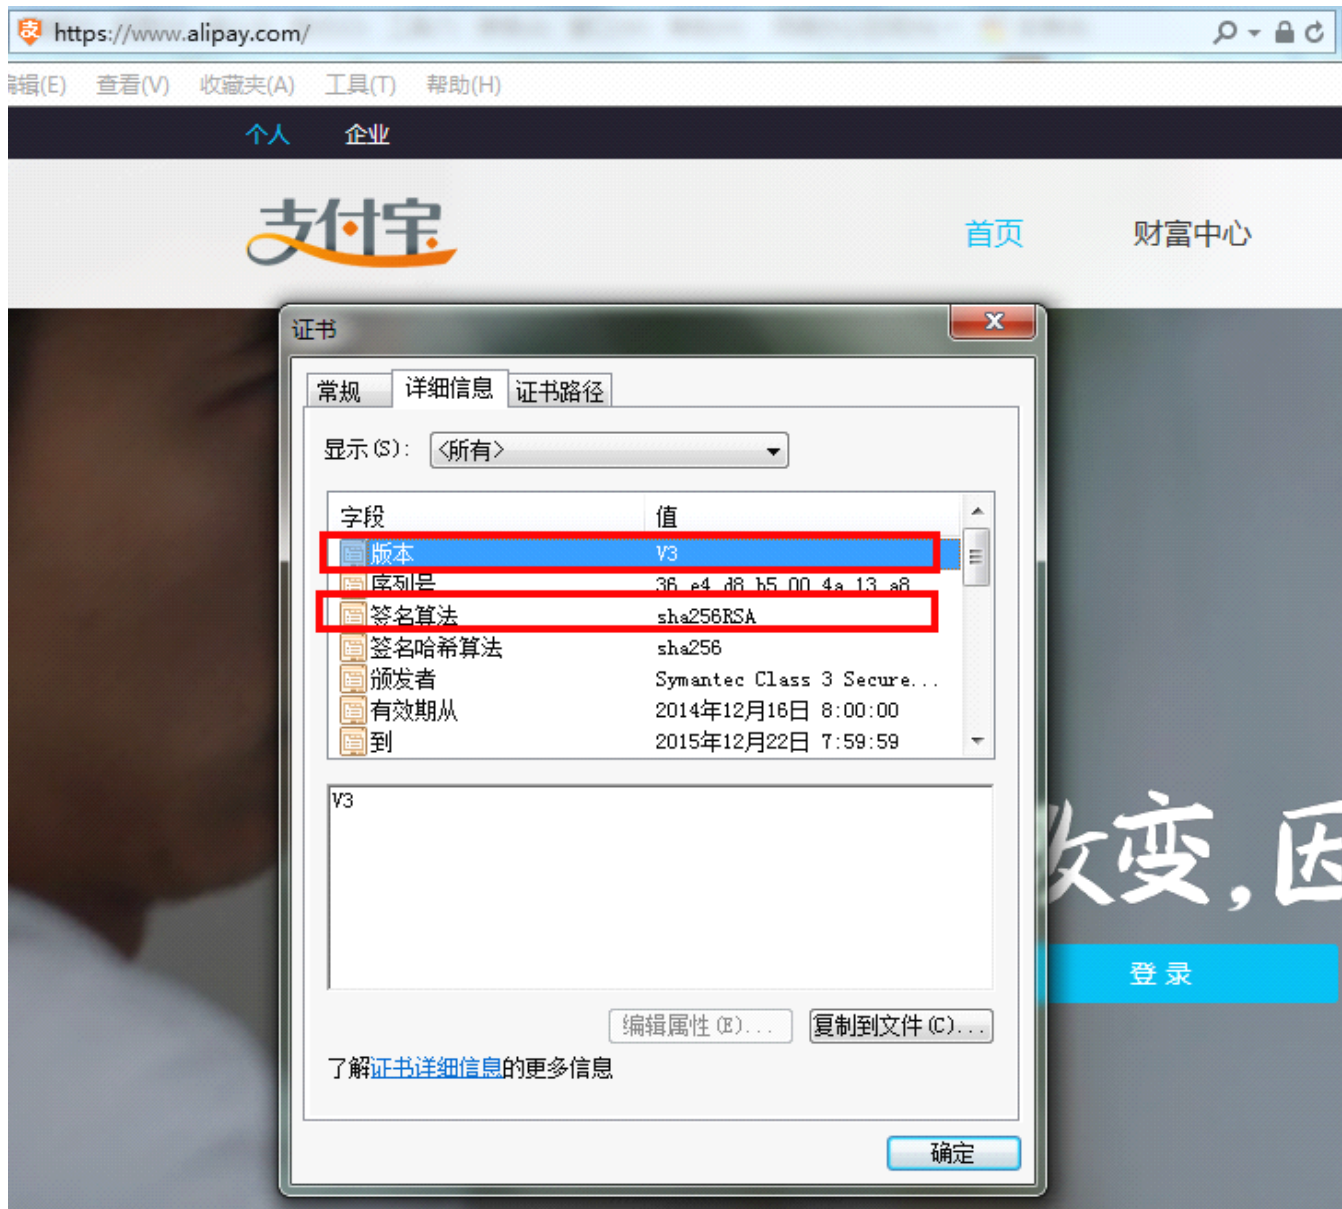 https://www.alipay.com/
编辑(E) 查看(V) 收藏夹(A) 工具(T) 帮助(H)
个人 企业
支付宝
首页 财富中心
证书
常规 详细信息 证书路径
显示(S): <所有>
字段 值
版本 V3
序列号 36 e4 d8 b5 00 4a 13 a8
签名算法 sha256RSA
签名哈希算法 sha256
颁发者 Symantec Class 3 Secure...
有效期从 2014年12月16日 8:00:00
到 2015年12月22日 7:59:59
V3
改变,因
登录
编辑属性(E)... 复制到文件(C)...
了解证书详细信息的更多信息
确定